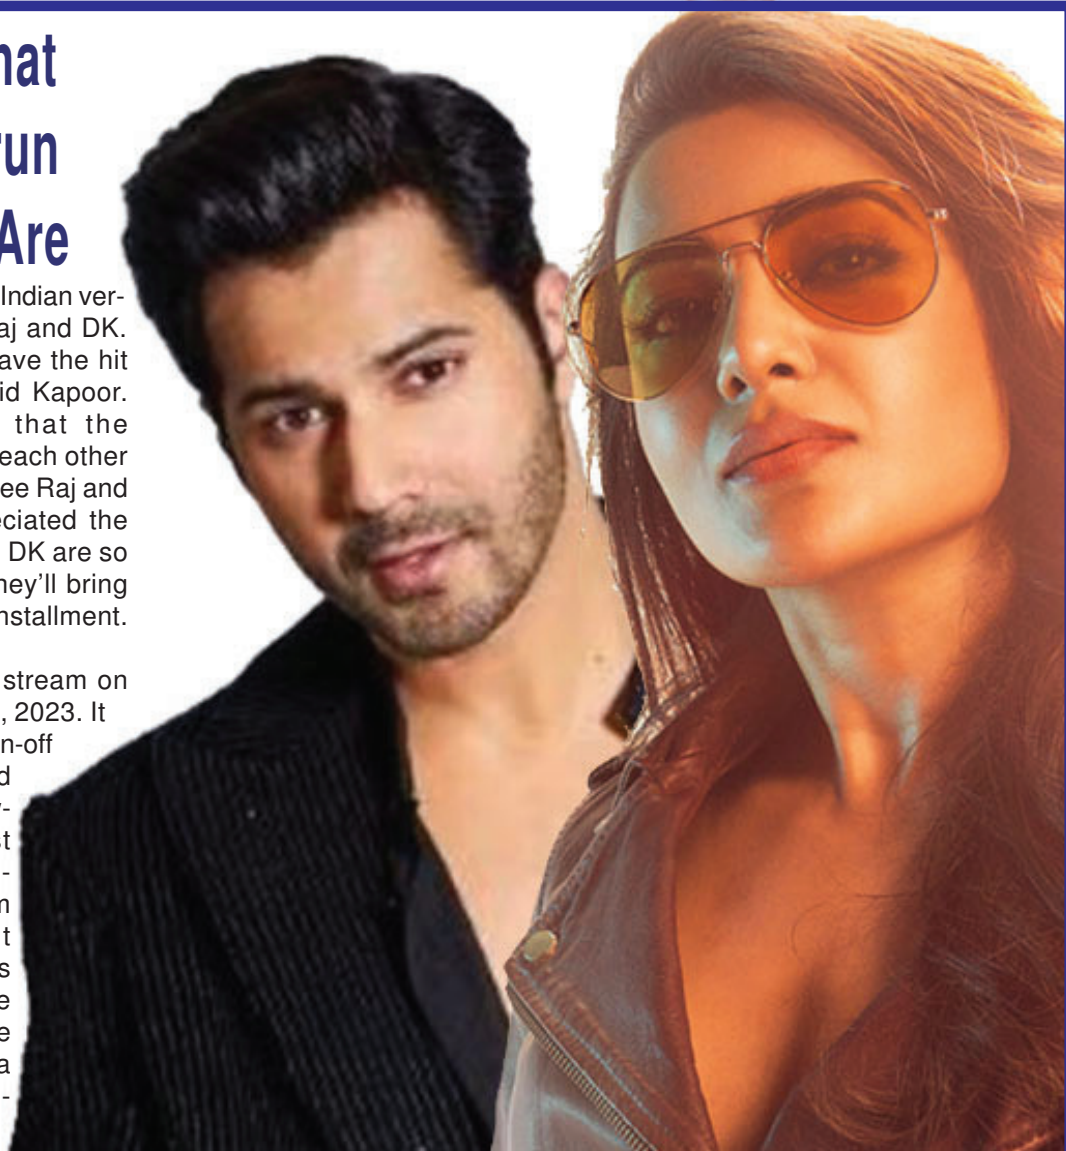 hat
run
Are
Indian ver-
aj and DK.
ave the hit
id Kapoor.
that the
each other
ee Raj and
eciated the
DK are so
hey'll bring
nstallment.
stream on
, 2023. It
n-off
d
-
st
-
n
t
s
e
e
a
-